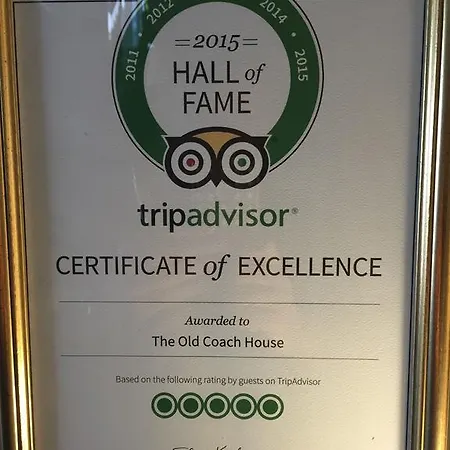 2011 • 2012 2014 • 2015
=2015=
HALL of
FAME
tripadvisor®
CERTIFICATE of EXCELLENCE
Awarded to
The Old Coach House
Based on the following rating by guests on TripAdvisor